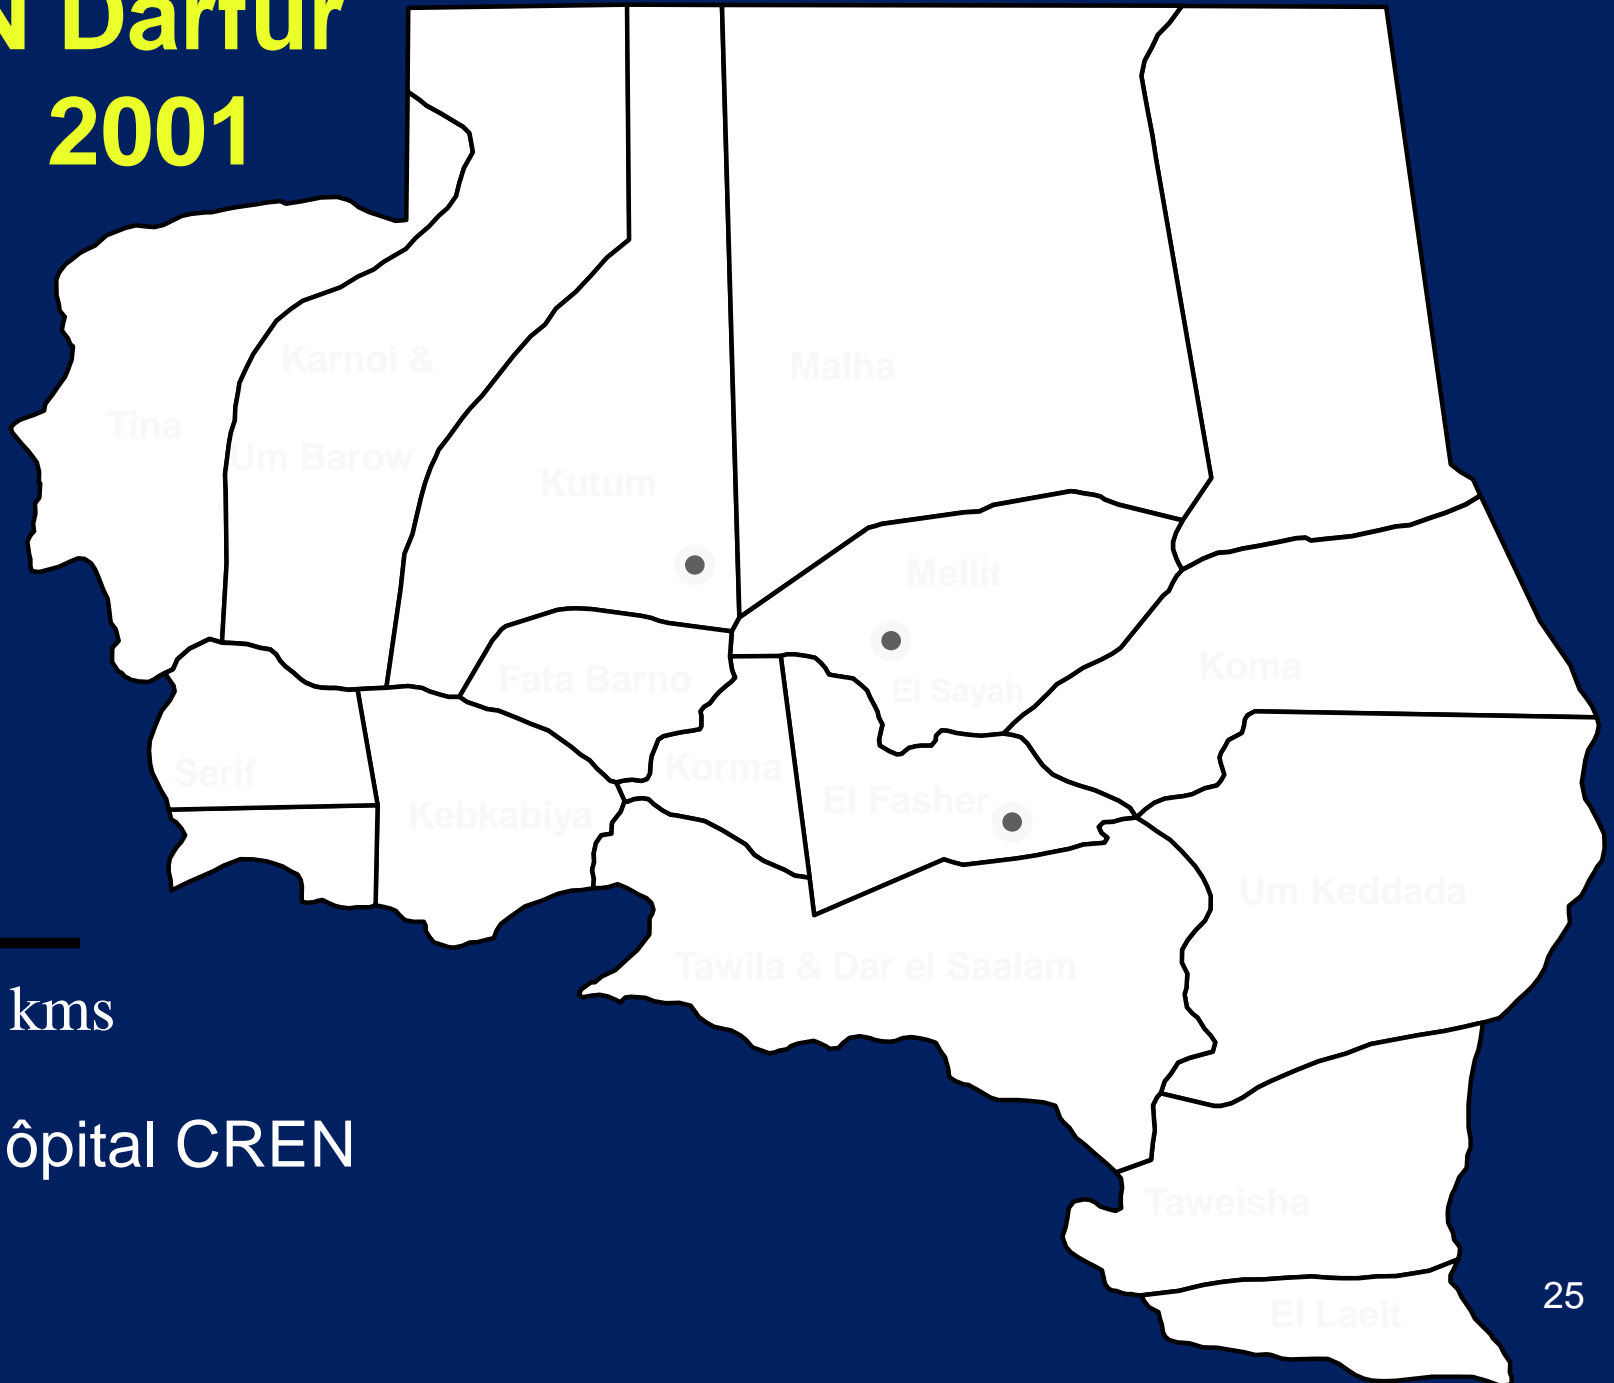 N Darfur
2001
Karnoi &
Malha
Tina
Um Barow
Kutum
Mellit
Koma
Fata Barno
El Sayah
Serif
Korma
El Fasher
Kebkabiya
Um Keddada
Tawila & Dar el Saalam
kms
ôpital CREN
Taweisha
25
El Laeit